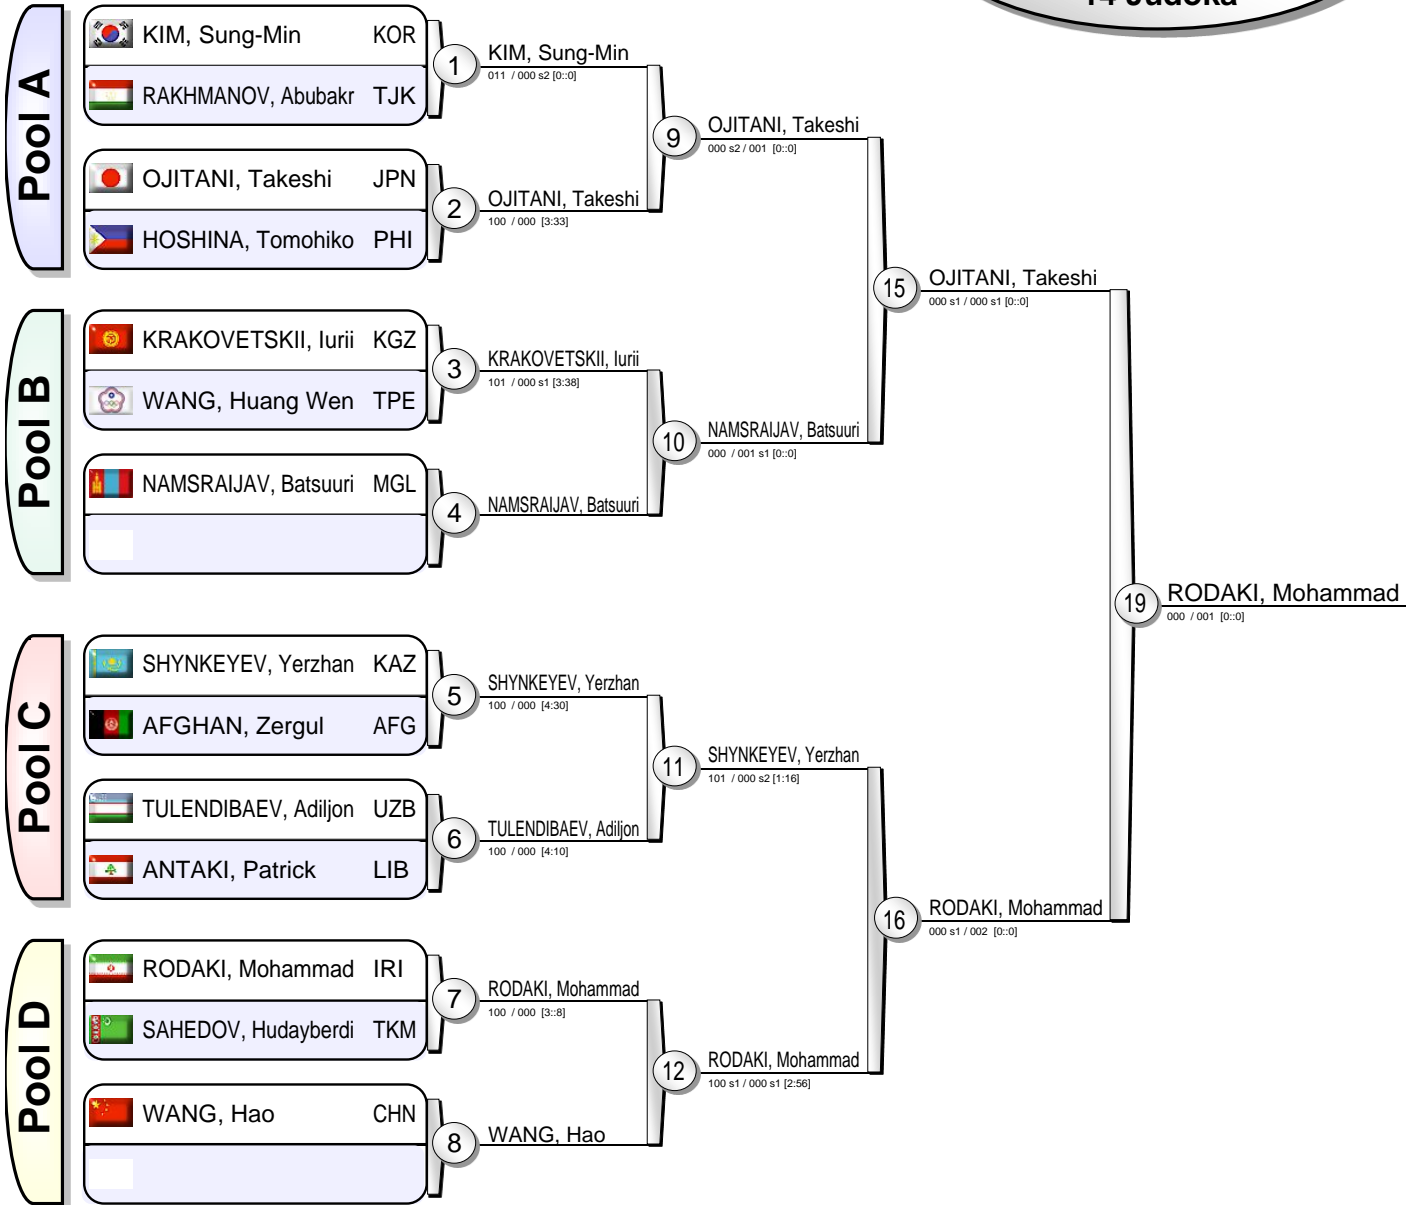 14 Judoka
Pool A
KIM, Sung-Min KOR
RAKHMANOV, Abubakr TJK
1
KIM, Sung-Min
011 / 000 s2 [0::0]
OJITANI, Takeshi JPN
HOSHINA, Tomohiko PHI
2
OJITANI, Takeshi
100 / 000 [3:33]
9
OJITANI, Takeshi
000 s2 / 001 [0::0]
Pool B
KRAKOVETSKII, Iurii KGZ
WANG, Huang Wen TPE
3
KRAKOVETSKII, Iurii
101 / 000 s1 [3:38]
NAMSRAIJAV, Batsuuri MGL
4
NAMSRAIJAV, Batsuuri
10
NAMSRAIJAV, Batsuuri
000 / 001 s1 [0::0]
15
OJITANI, Takeshi
000 s1 / 000 s1 [0::0]
Pool C
SHYNKEYEV, Yerzhan KAZ
AFGHAN, Zergul AFG
5
SHYNKEYEV, Yerzhan
100 / 000 [4:30]
TULENDIBAEV, Adiljon UZB
ANTAKI, Patrick LIB
6
TULENDIBAEV, Adiljon
100 / 000 [4:10]
11
SHYNKEYEV, Yerzhan
101 / 000 s2 [1:16]
Pool D
RODAKI, Mohammad IRI
SAHEDOV, Hudayberdi TKM
7
RODAKI, Mohammad
100 / 000 [3::8]
WANG, Hao CHN
8
WANG, Hao
12
RODAKI, Mohammad
100 s1 / 000 s1 [2:56]
16
RODAKI, Mohammad
000 s1 / 002 [0::0]
19
RODAKI, Mohammad
000 / 001 [0::0]